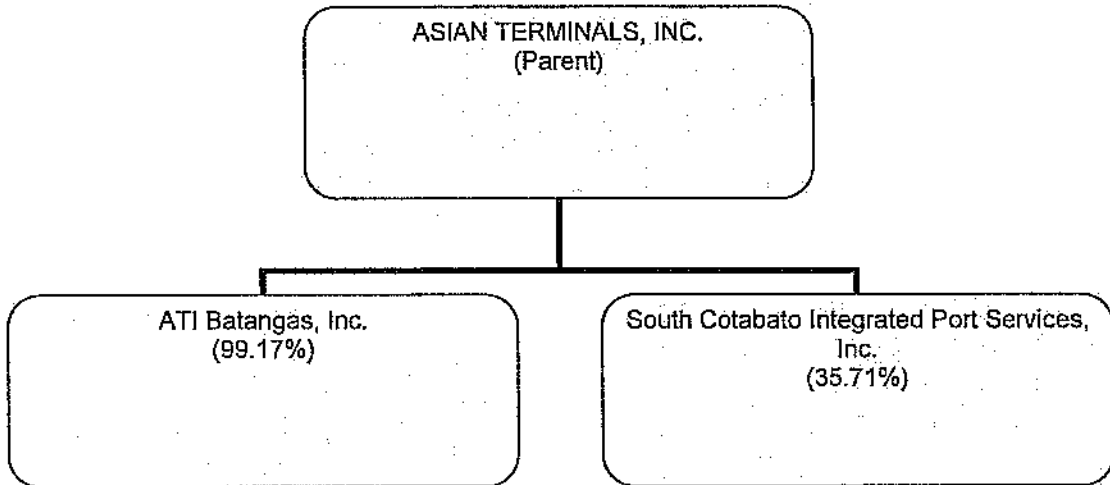 ASIAN TERMINALS, INC.
(Parent)
ATI Batangas, Inc.
(99.17%)
South Cotabato Integrated Port Services,
Inc.
(35.71%)